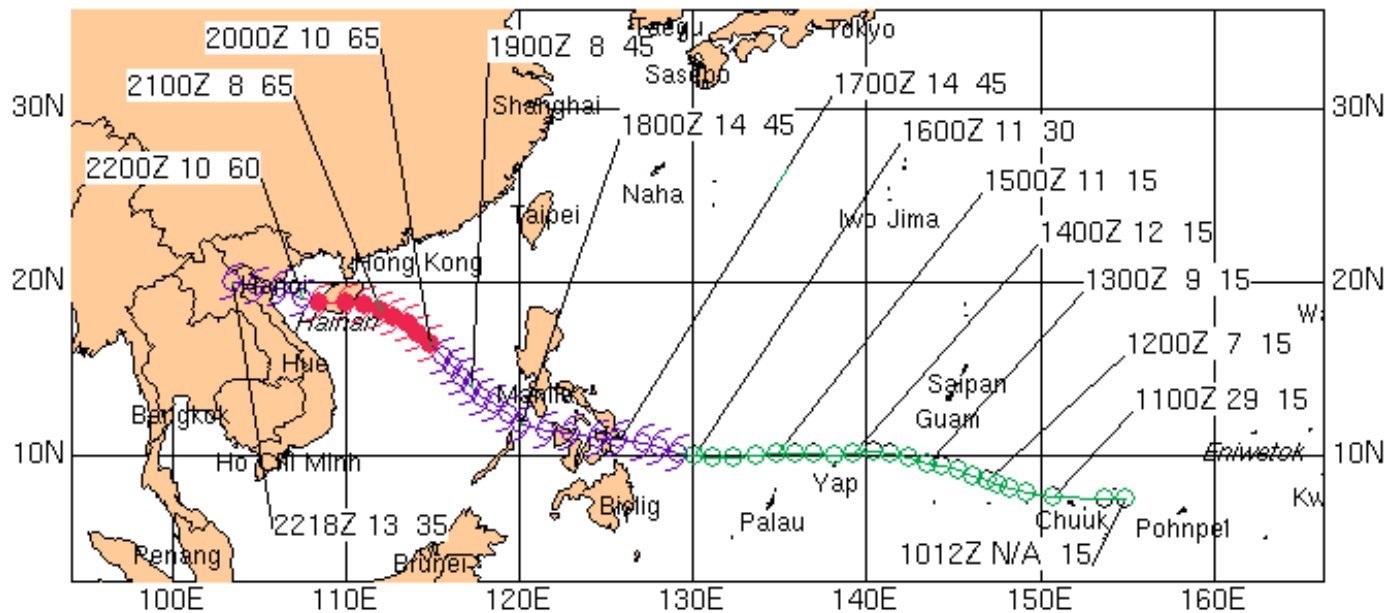 2000Z 10 65
1900Z 8 45
Taegu
Tokyo
Sasebo
2100Z 8 65
1700Z 14 45
Shanghai
30N
30N
1800Z 14 45
1600Z 11 30
2200Z 10 60
Naha
1500Z 11 15
Taipei
Iwo Jima
1400Z 12 15
Hong Kong
1300Z 9 15
20N
Hanoi
20N
Hainan
Wa
Hue
1200Z 7 15
Saipan
Manila
Bangkok
Guam
1100Z 29 15
10N
Ho Chi Minh
Eniwetok
10N
Yap
Bislig
Kw
2218Z 13 35
Palau
Chuuk
Pohnpei
Penang
Brunei
1012Z N/A 15
100E
110E
120E
130E
140E
150E
160E